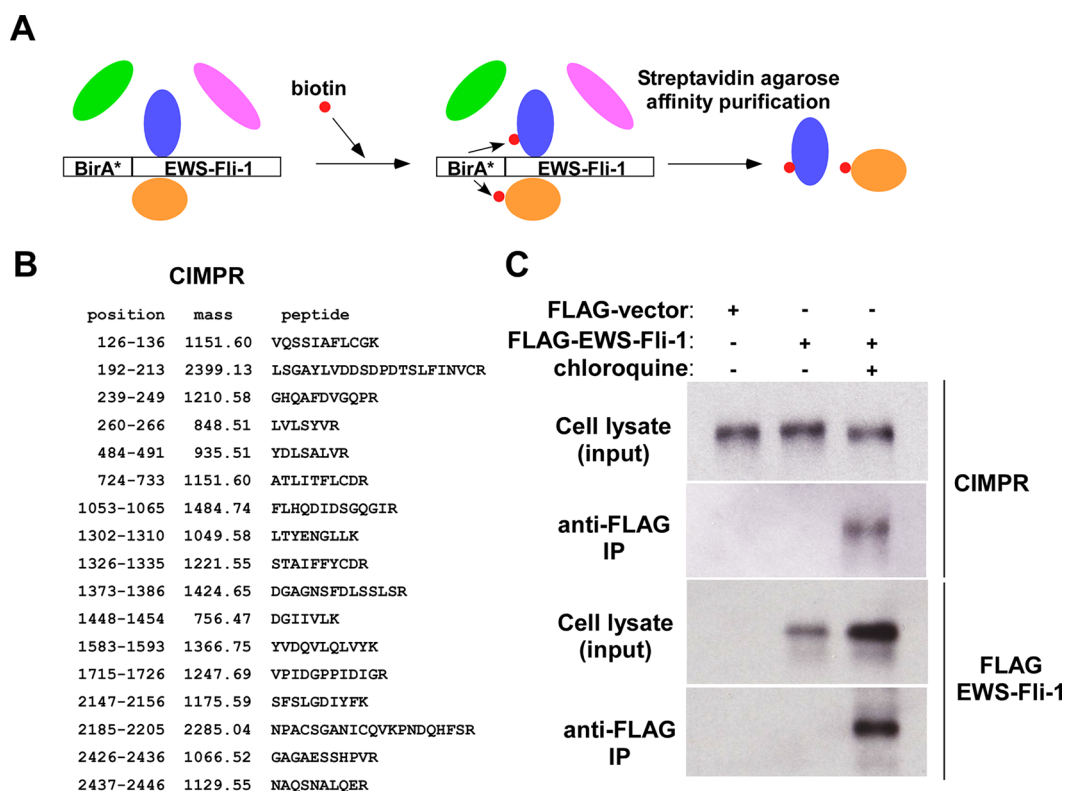 A
biotin
Streptavidin agarose
affinity purification
BirA* EWS-Fli-1
BirA* EWS-Fli-1
B
CIMPR
position mass peptide
126-136 1151.60 VQSSIAFLCGK
192-213 2399.13 LSGAYLVDDSDPDTSLFINVCR
239-249 1210.58 GHQAFDVGQPR
260-266 848.51 LVLSYVR
484-491 935.51 YDLSALVR
724-733 1151.60 ATLITFLCDR
1053-1065 1484.74 FLHQDIDSGQGIR
1302-1310 1049.58 LTYENGLLK
1326-1335 1221.55 STAIFFYCDR
1373-1386 1424.65 DGAGNSFDLSSLSR
1448-1454 756.47 DGIIVLK
1583-1593 1366.75 YVDQVLQLVYK
1715-1726 1247.69 VPIDGPPIDIGR
2147-2156 1175.59 SFSLGDIYFK
2185-2205 2285.04 NPACSGANICQVKPNDQHFSR
2426-2436 1066.52 GAGAESSHPVR
2437-2446 1129.55 NAQSNALQER
C
FLAG-vector: + - -
FLAG-EWS-Fli-1: - + +
chloroquine: - - +
Cell lysate
(input)
anti-FLAG
IP
CIMPR
Cell lysate
(input)
anti-FLAG
IP
FLAG
EWS-Fli-1